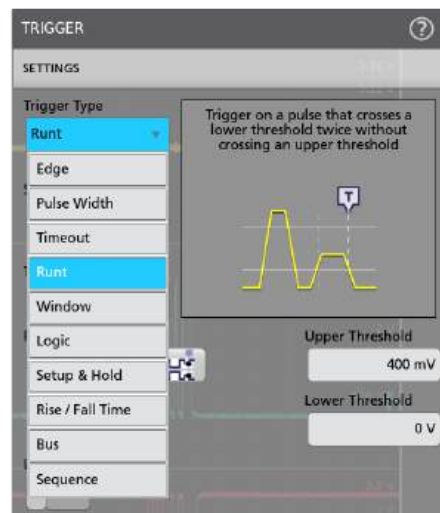 TRIGGER
?
SETTINGS
Trigger Type
Runt
Edge
Pulse Width
Timeout
Runt
Window
Logic
Setup & Hold
Rise / Fall Time
Bus
Sequence
Trigger on a pulse that crosses a
lower threshold twice without
crossing an upper threshold
T
Upper Threshold
400 mV
Lower Threshold
0 V